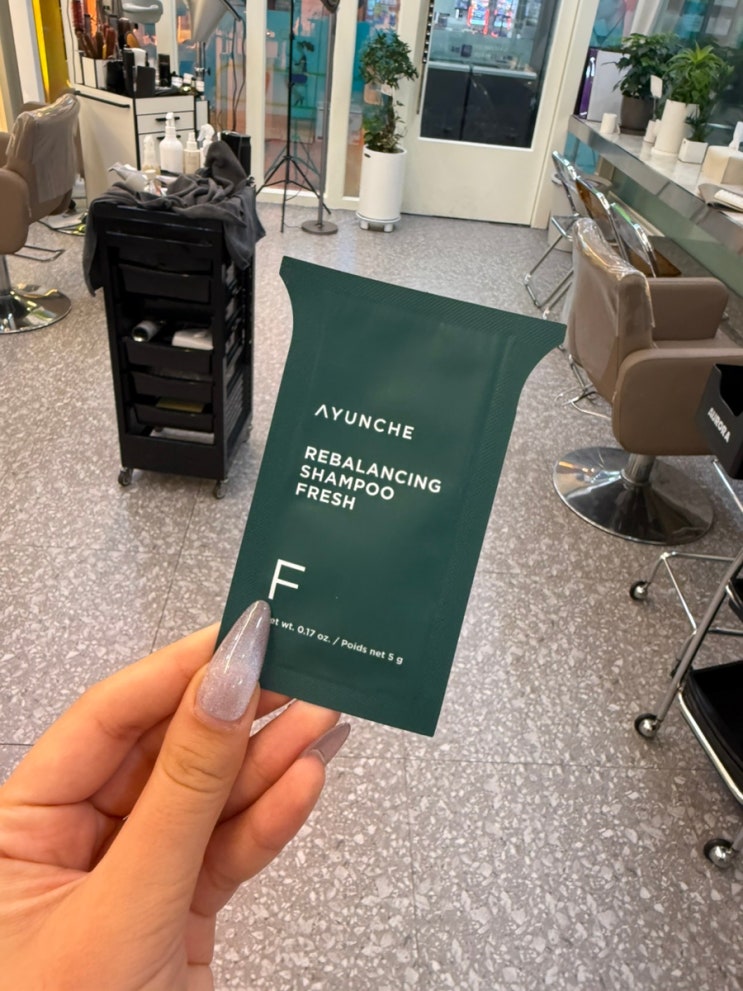 AYUNCHE
REBALANCING
SHAMPOO
FRESH
F
et wt. 0.17 oz. / Poids net 5 g
AURORA